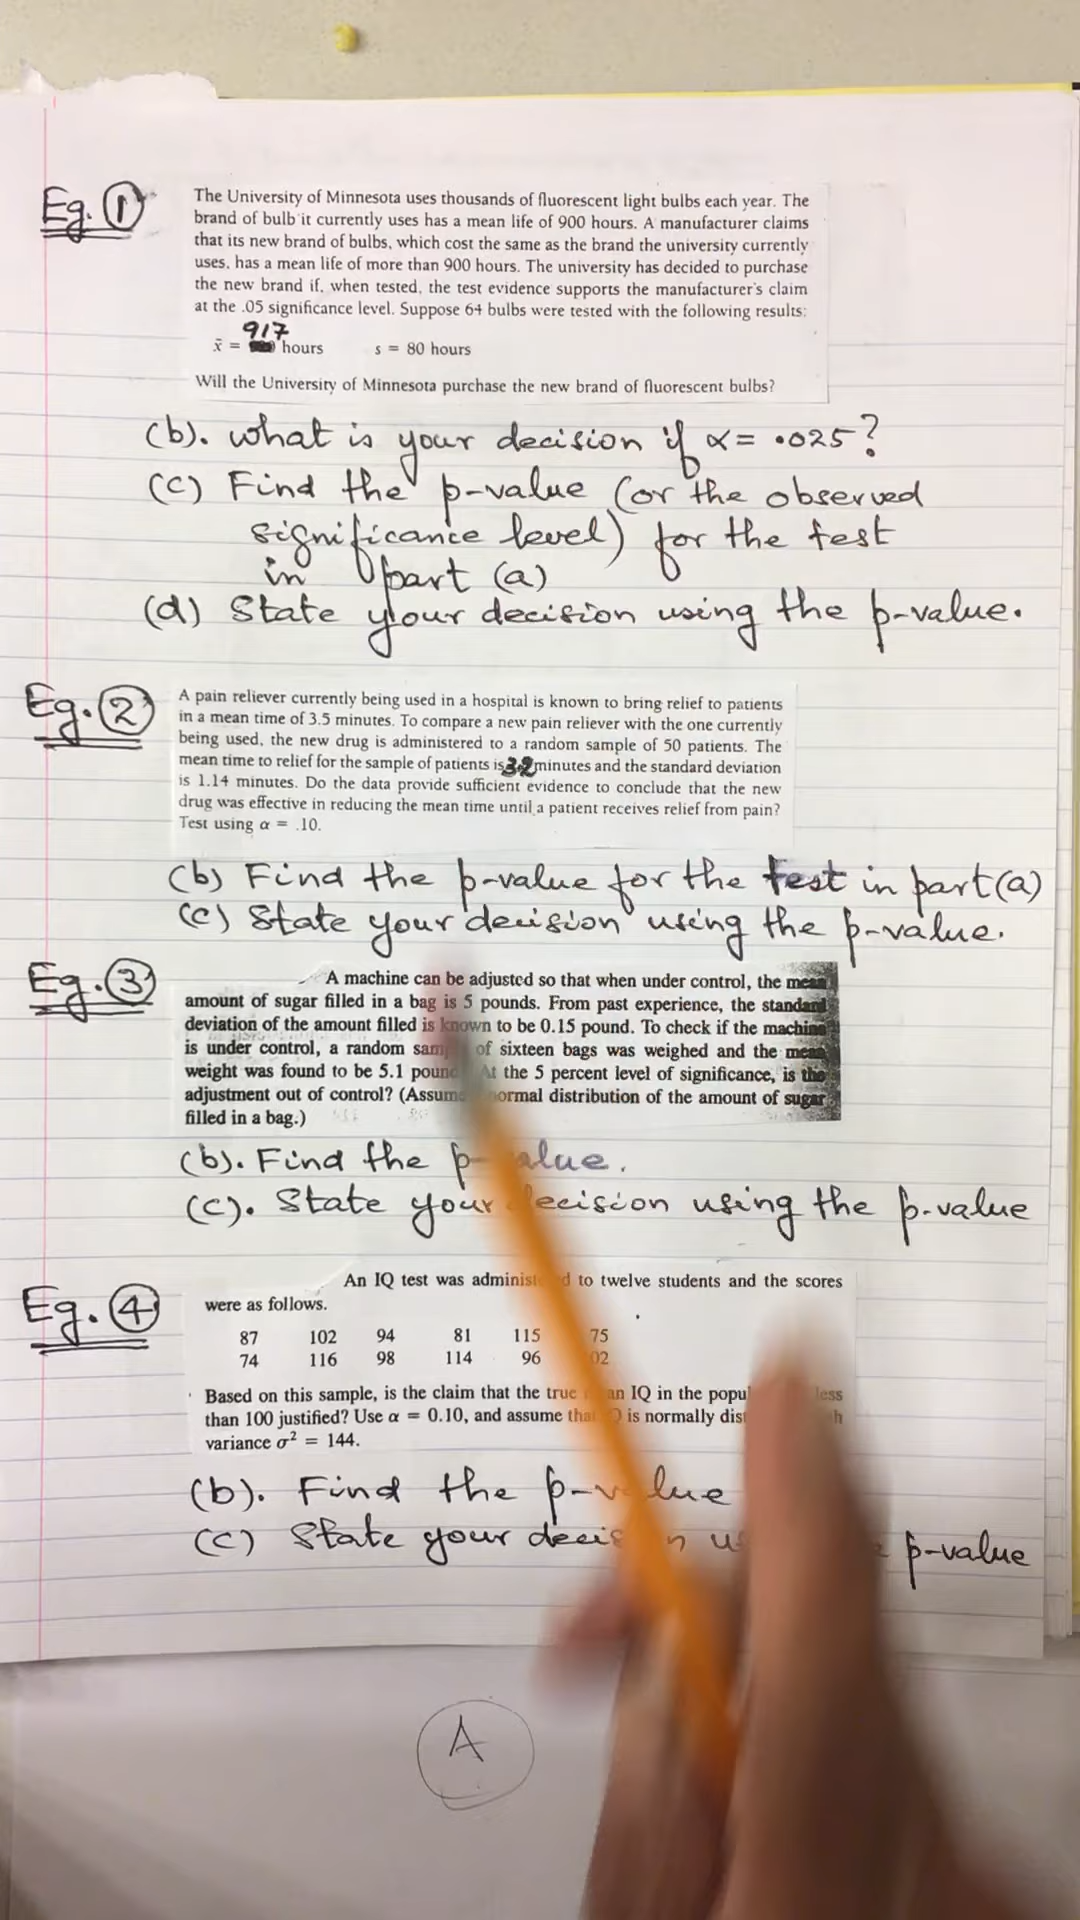 Eg. 1
The University of Minnesota uses thousands of fluorescent light bulbs each year. The
brand of bulb it currently uses has a mean life of 900 hours. A manufacturer claims
that its new brand of bulbs, which cost the same as the brand the university currently
uses, has a mean life of more than 900 hours. The university has decided to purchase
the new brand if, when tested, the test evidence supports the manufacturer's claim
at the .05 significance level. Suppose 64 bulbs were tested with the following results:
917
x̄ = hours s = 80 hours
Will the University of Minnesota purchase the new brand of fluorescent bulbs?
(b). what is your decision if α = .025?
(c) Find the p-value (or the observed
significance level) for the test
in part (a)
(d) State your decision using the p-value.
Eg. 2
A pain reliever currently being used in a hospital is known to bring relief to patients
in a mean time of 3.5 minutes. To compare a new pain reliever with the one currently
being used, the new drug is administered to a random sample of 50 patients. The
mean time to relief for the sample of patients is 3.2 minutes and the standard deviation
is 1.14 minutes. Do the data provide sufficient evidence to conclude that the new
drug was effective in reducing the mean time until a patient receives relief from pain?
Test using α = .10.
(b) Find the p-value for the test in part (a)
(c) State your decision using the p-value.
Eg. 3
A machine can be adjusted so that when under control, the mean
amount of sugar filled in a bag is 5 pounds. From past experience, the standard
deviation of the amount filled is known to be 0.15 pound. To check if the machine
is under control, a random of sixteen bags was weighed and the mean
weight was found to be 5.1 At the 5 percent level of significance, is the
adjustment out of control? (Assume normal distribution of the amount of sugar
filled in a bag.)
(b). Find the p-value.
(c). State your decision using the p-value
Eg. 4
An IQ test was administered to twelve students and the scores
were as follows.
87 102 94 81 115 75
74 116 98 114 96
Based on this sample, is the claim that the true IQ in the less
than 100 justified? Use α = 0.10, and assume is normally
variance σ² = 144.
(b). Find the p-value
(c) State your p-value
A